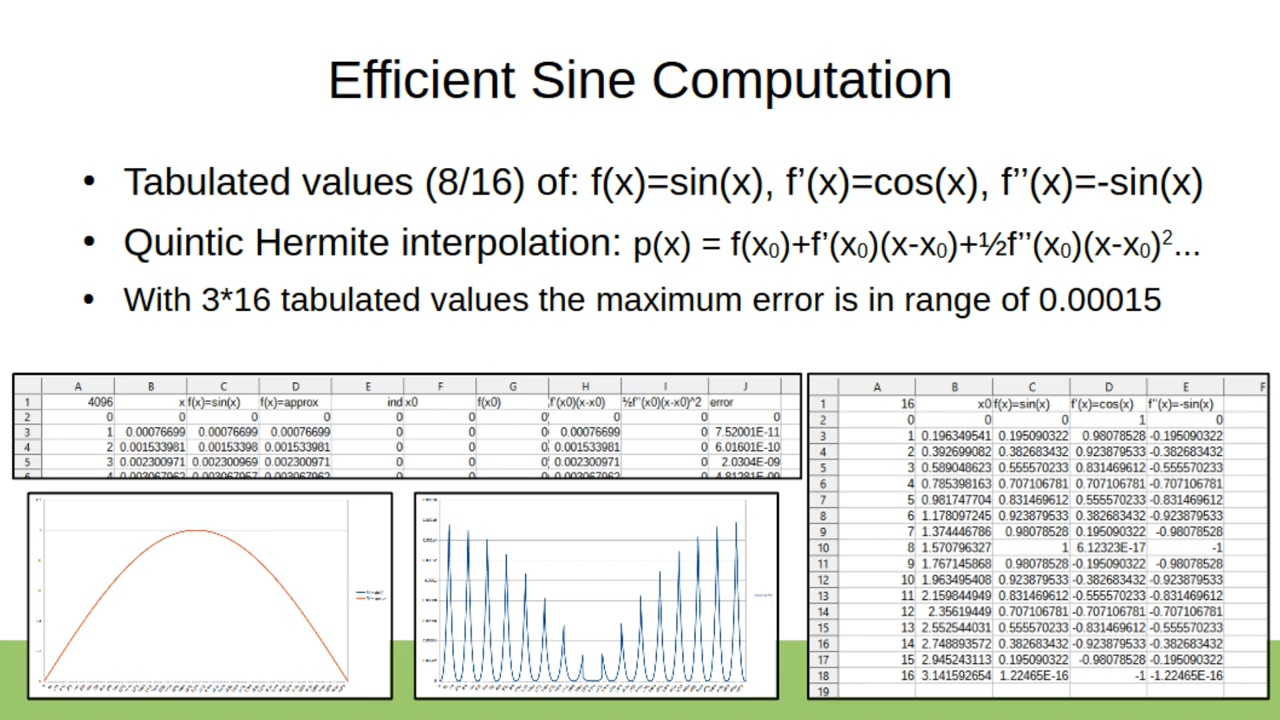 Efficient Sine Computation
• Tabulated values (8/16) of: f(x)=sin(x), f’(x)=cos(x), f’’(x)=-sin(x)
• Quintic Hermite interpolation: p(x) = f(x₀)+f’(x₀)(x-x₀)+½f’’(x₀)(x-x₀)²...
• With 3*16 tabulated values the maximum error is in range of 0.00015
A B C D E F G H I J
1 4096 x f(x)=sin(x) f(x)=approx ind x0 f(x0) f'(x0)(x-x0) ½f''(x0)(x-x0)^2 error
2 0 0 0 0 0 0 0 0 0 0
3 1 0.00076699 0.00076699 0.00076699 0 0 0 0.00076699 0 7.52001E-11
4 2 0.001533981 0.00153398 0.001533981 0 0 0 0.001533981 0 6.01601E-10
5 3 0.002300971 0.002300969 0.002300971 0 0 0 0.002300971 0 2.0304E-09
A B C D E F
1 16 x0 f(x)=sin(x) f'(x)=cos(x) f''(x)=-sin(x)
2 0 0 0 1 0
3 1 0.196349541 0.195090322 0.98078528 -0.195090322
4 2 0.392699082 0.382683432 0.923879533 -0.382683432
5 3 0.589048623 0.555570233 0.831469612 -0.555570233
6 4 0.785398163 0.707106781 0.707106781 -0.707106781
7 5 0.981747704 0.831469612 0.555570233 -0.831469612
8 6 1.178097245 0.923879533 0.382683432 -0.923879533
9 7 1.374446786 0.98078528 0.195090322 -0.98078528
10 8 1.570796327 1 6.12323E-17 -1
11 9 1.767145868 0.98078528 -0.195090322 -0.98078528
12 10 1.963495408 0.923879533 -0.382683432 -0.923879533
13 11 2.159844949 0.831469612 -0.555570233 -0.831469612
14 12 2.35619449 0.707106781 -0.707106781 -0.707106781
15 13 2.552544031 0.555570233 -0.831469612 -0.555570233
16 14 2.748893572 0.382683432 -0.923879533 -0.382683432
17 15 2.945243113 0.195090322 -0.98078528 -0.195090322
18 16 3.141592654 1.22465E-16 -1 -1.22465E-16
19